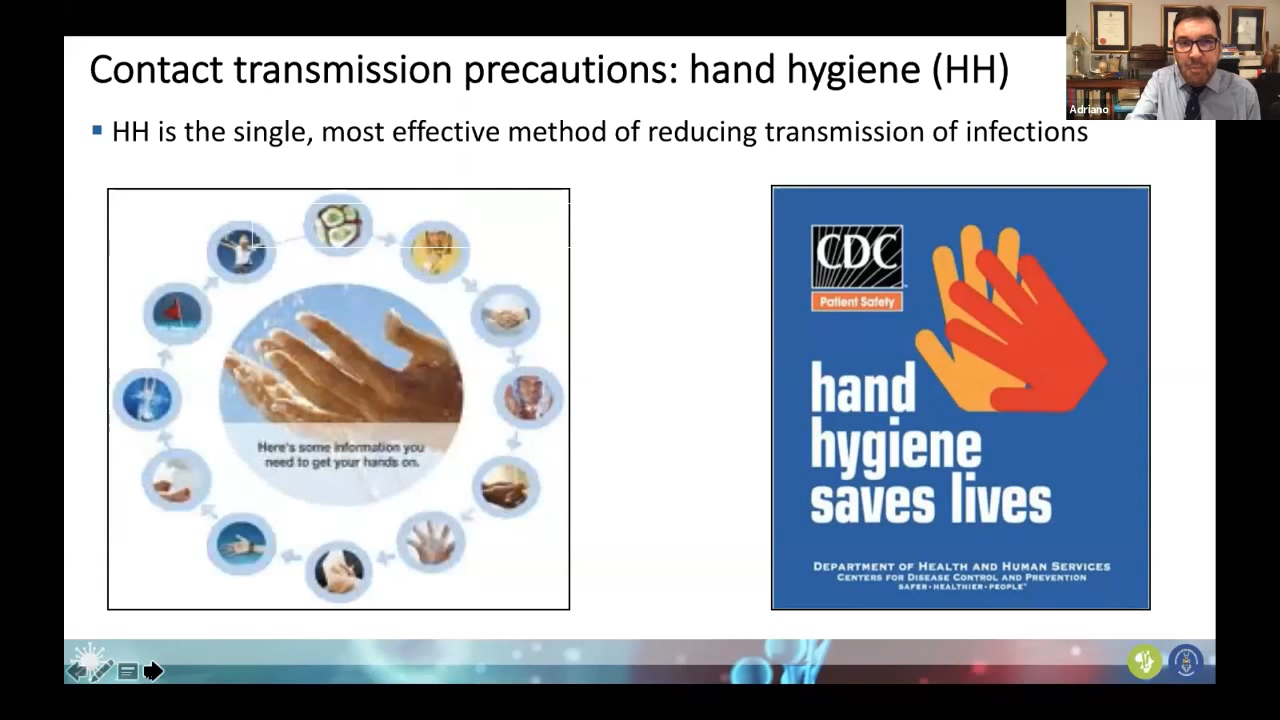 Contact transmission precautions: hand hygiene (HH)
Adriano
HH is the single, most effective method of reducing transmission of infections
Here's some information you
need to get your hands on.
CDC
Patient Safety
hand
hygiene
saves lives
DEPARTMENT OF HEALTH AND HUMAN SERVICES
CENTERS FOR DISEASE CONTROL AND PREVENTION
SAFER•HEALTHIER•PEOPLE™